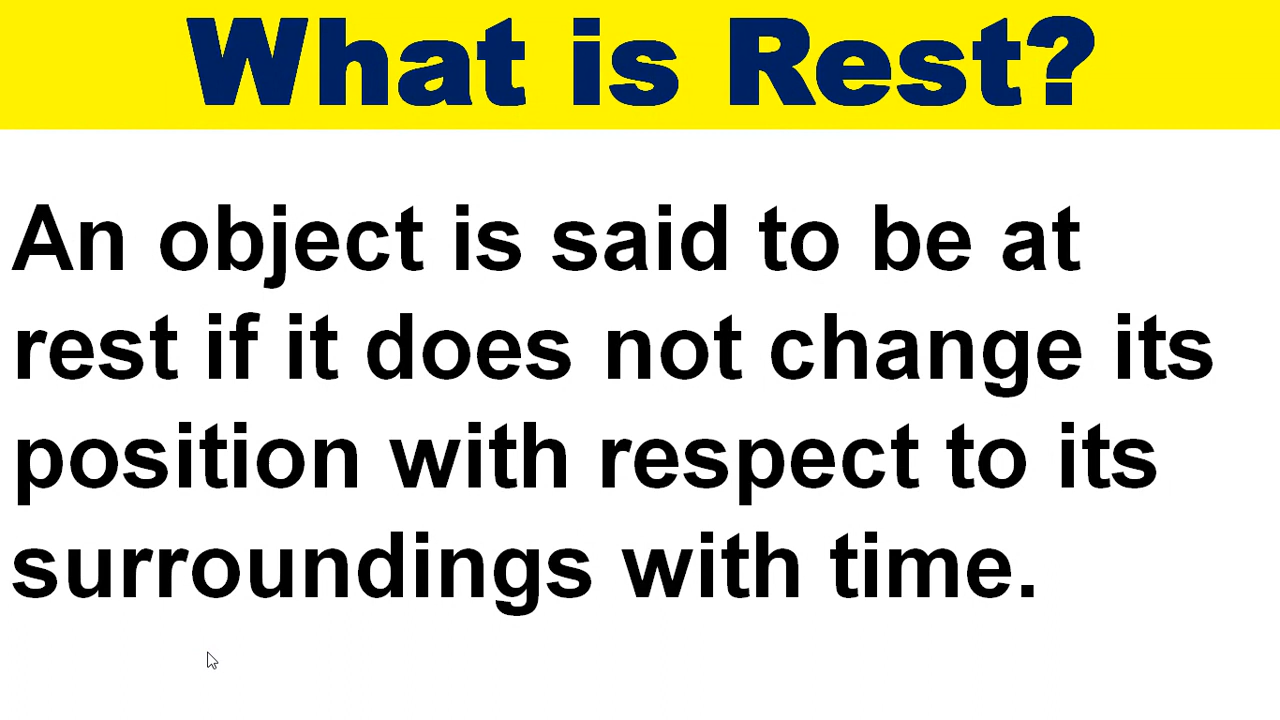 What is Rest?
An object is said to be at
rest if it does not change its
position with respect to its
surroundings with time.